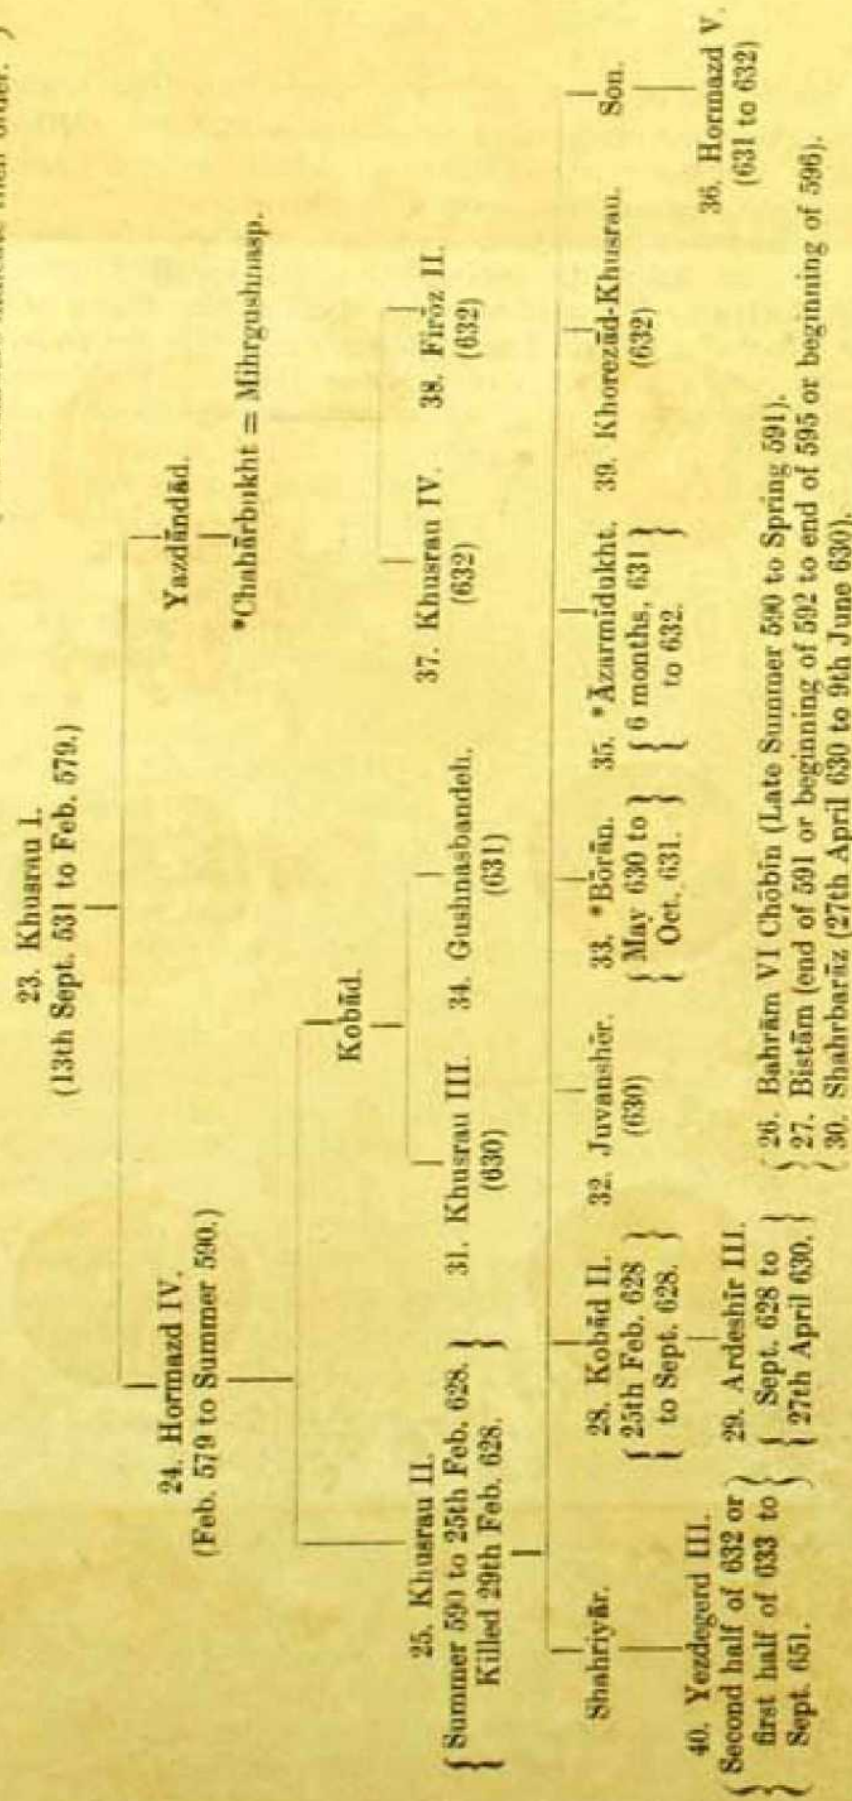 their order.
23. Khusrau I.
(13th Sept. 531 to Feb. 579.)
24. Hormazd IV.
(Feb. 579 to Summer 590.)
Yazdāndād.
*Chahārbukht = Mihrgushnasp.
Kobād.
25. Khusrau II.
{ Summer 590 to 25th Feb. 628. }
Killed 29th Feb. 628.
31. Khusrau III.
(630)
34. Gushnasbandeh.
(631)
37. Khusrau IV.
(632)
38. Fīrōz II.
(632)
Shahriyār.
28. Kobād II.
{ 25th Feb. 628 }
to Sept. 628.
32. Juvanshēr.
(630)
33. *Bōrān.
{ May 630 to }
Oct. 631.
35. *Āzarmīdukht.
{ 6 months, 631 }
to 632.
39. Khorezād-Khusrau.
(632)
Son.
40. Yezdegerd III.
{ Second half of 632 or }
first half of 633 to
Sept. 651.
29. Ardeshīr III.
{ Sept. 628 to }
27th April 630.
36. Hormazd V.
(631 to 632)
{ 26. Bahrām VI Chōbīn (Late Summer 590 to Spring 591).
27. Bistām (end of 591 or beginning of 592 to end of 595 or beginning of 596).
30. Shahrbarāz (27th April 630 to 9th June 630).